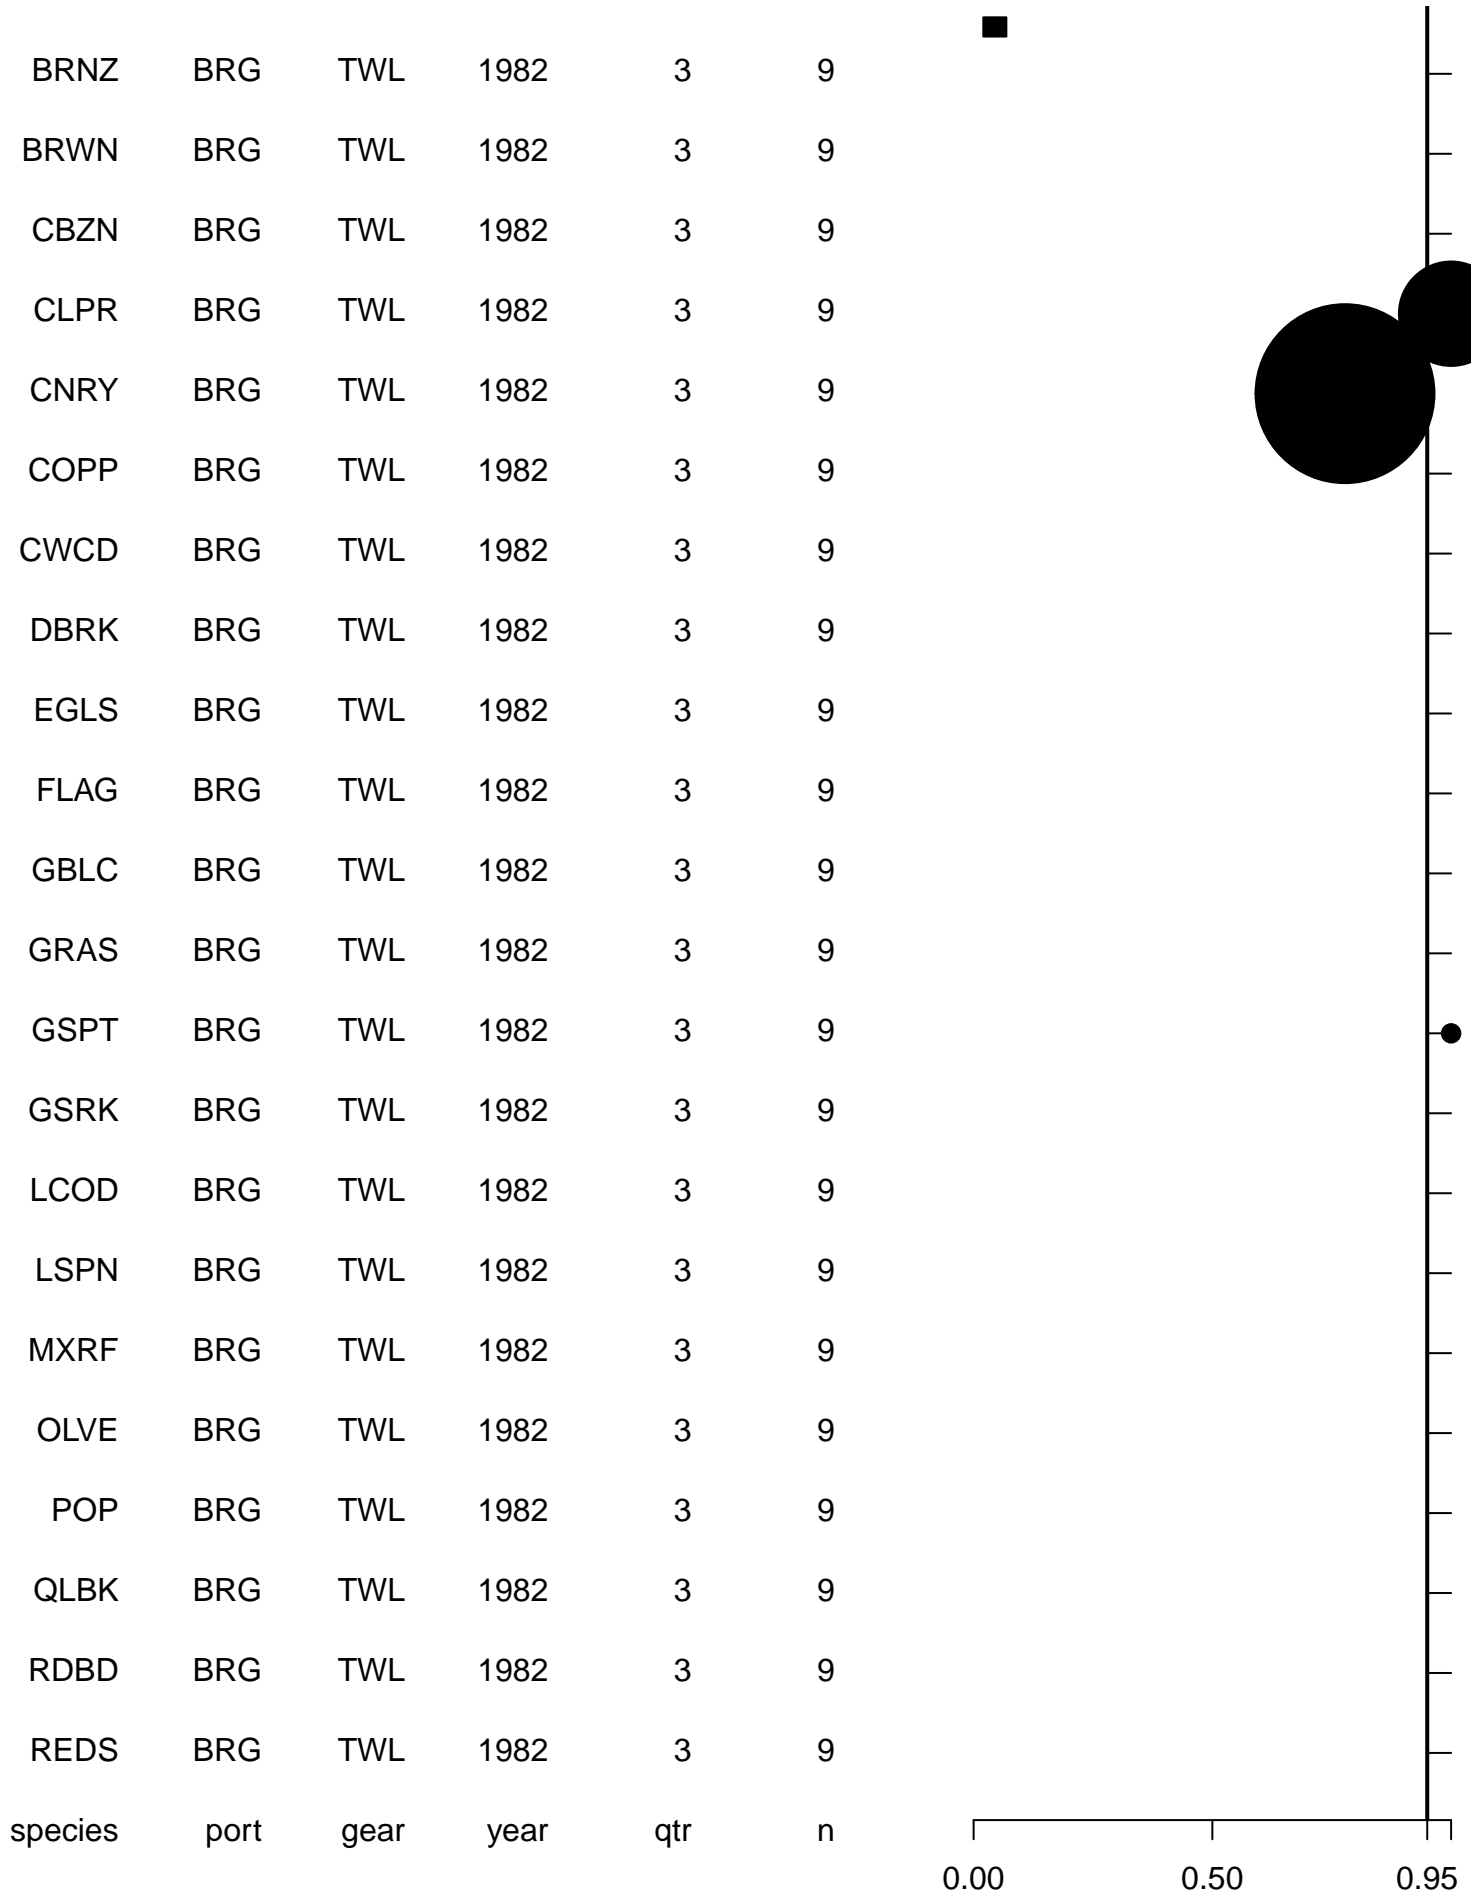 BRNZ BRG TWL 1982 3 9
BRWN BRG TWL 1982 3 9
CBZN BRG TWL 1982 3 9
CLPR BRG TWL 1982 3 9
CNRY BRG TWL 1982 3 9
COPP BRG TWL 1982 3 9
CWCD BRG TWL 1982 3 9
DBRK BRG TWL 1982 3 9
EGLS BRG TWL 1982 3 9
FLAG BRG TWL 1982 3 9
GBLC BRG TWL 1982 3 9
GRAS BRG TWL 1982 3 9
GSPT BRG TWL 1982 3 9
GSRK BRG TWL 1982 3 9
LCOD BRG TWL 1982 3 9
LSPN BRG TWL 1982 3 9
MXRF BRG TWL 1982 3 9
OLVE BRG TWL 1982 3 9
POP BRG TWL 1982 3 9
QLBK BRG TWL 1982 3 9
RDBD BRG TWL 1982 3 9
REDS BRG TWL 1982 3 9
species port gear year qtr n
0.00 0.50 0.95